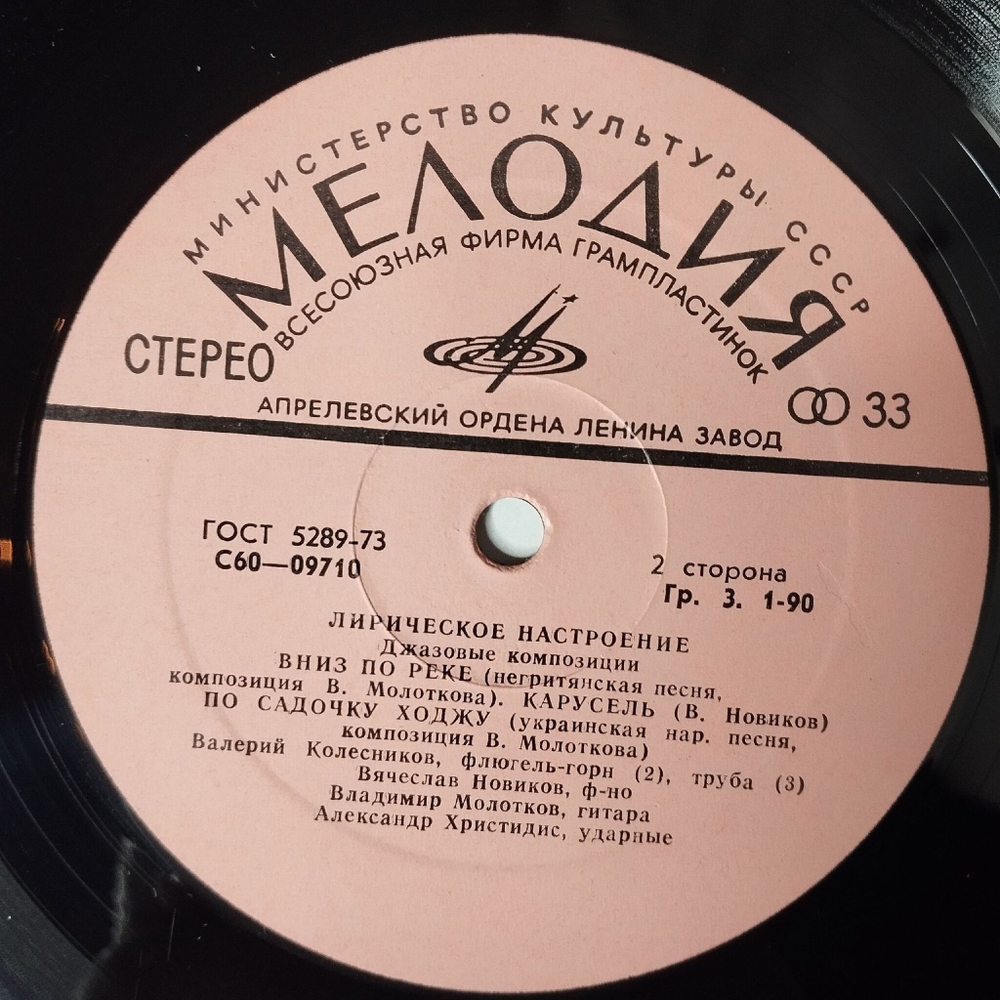 МИНИСТЕРСТВО КУЛЬТУРЫ СССР
МЕЛОДИЯ
ВСЕСОЮЗНАЯ ФИРМА ГРАМПЛАСТИНОК
СТЕРЕО
33
АПРЕЛЕВСКИЙ ОРДЕНА ЛЕНИНА ЗАВОД
ГОСТ 5289-73
С60—09710
2 сторона
Гр. 3. 1-90
ЛИРИЧЕСКОЕ НАСТРОЕНИЕ
Джазовые композиции
ВНИЗ ПО РЕКЕ (негритянская песня,
композиция В. Молоткова). КАРУСЕЛЬ (В. Новиков)
ПО САДОЧКУ ХОДЖУ (украинская нар. песня,
композиция В. Молоткова)
Валерий Колесников, флюгель-горн (2), труба (3)
Вячеслав Новиков, ф-но
Владимир Молотков, гитара
Александр Христидис, ударные